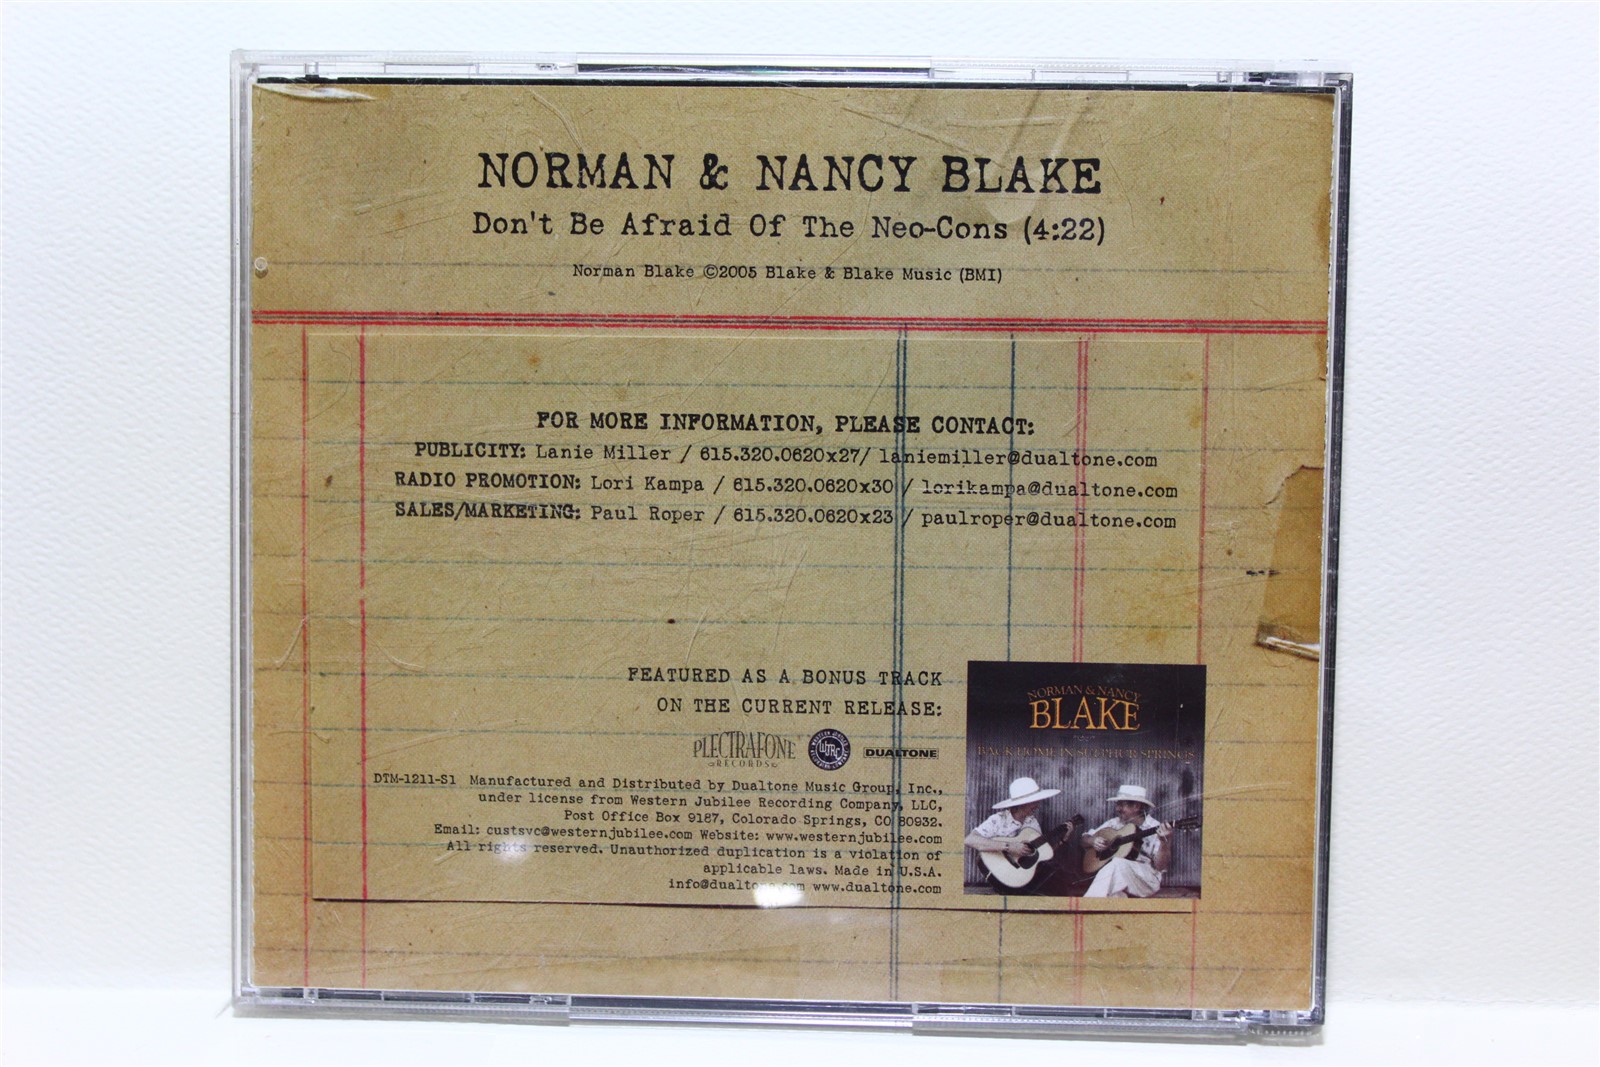 NORMAN & NANCY BLAKE
Don't Be Afraid Of The Neo-Cons (4:22)
Norman Blake ©2005 Blake & Blake Music (BMI)
FOR MORE INFORMATION, PLEASE CONTACT:
PUBLICITY: Lanie Miller / 615.320.0620x27/ laniemiller@dualtone.com
RADIO PROMOTION: Lori Kampa / 615.320.0620x30 / lorikampa@dualtone.com
SALES/MARKETING: Paul Roper / 615.320.0620x23 / paulroper@dualtone.com
FEATURED AS A BONUS TRACK
ON THE CURRENT RELEASE:
PLECTRAFONE
RECORDS
WJRC
DUALTONE
DTM-1211-S1 Manufactured and Distributed by Dualtone Music Group, Inc.,
under license from Western Jubilee Recording Company, LLC,
Post Office Box 9187, Colorado Springs, CO 80932.
Email: custsvc@westernjubilee.com Website: www.westernjubilee.com
All rights reserved. Unauthorized duplication is a violation of
applicable laws. Made in U.S.A.
info@dualtone.com www.dualtone.com
NORMAN & NANCY
BLAKE
BACK HOME IN SULPHUR SPRINGS